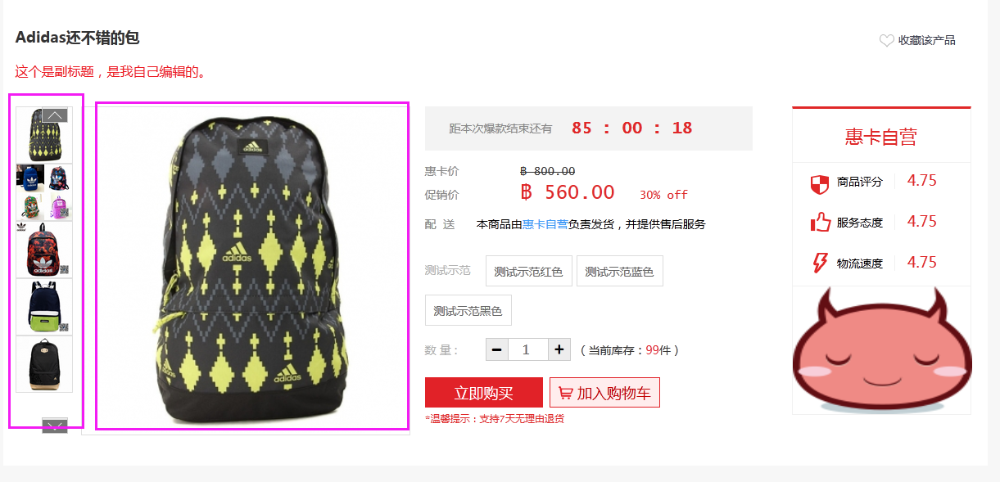 Adidas还不错的包
收藏该产品
这个是副标题，是我自己编辑的。
距本次爆款结束还有 85 : 00 : 18
惠卡价 ฿ 800.00
促销价 ฿ 560.00 30% off
配 送 本商品由惠卡自营负责发货，并提供售后服务
测试示范 测试示范红色 测试示范蓝色
测试示范黑色
数 量： − 1 + （ 当前库存：99件 ）
立即购买 加入购物车
*温馨提示：支持7天无理由退货
惠卡自营
商品评分 4.75
服务态度 4.75
物流速度 4.75
adidas
adidas
adidas